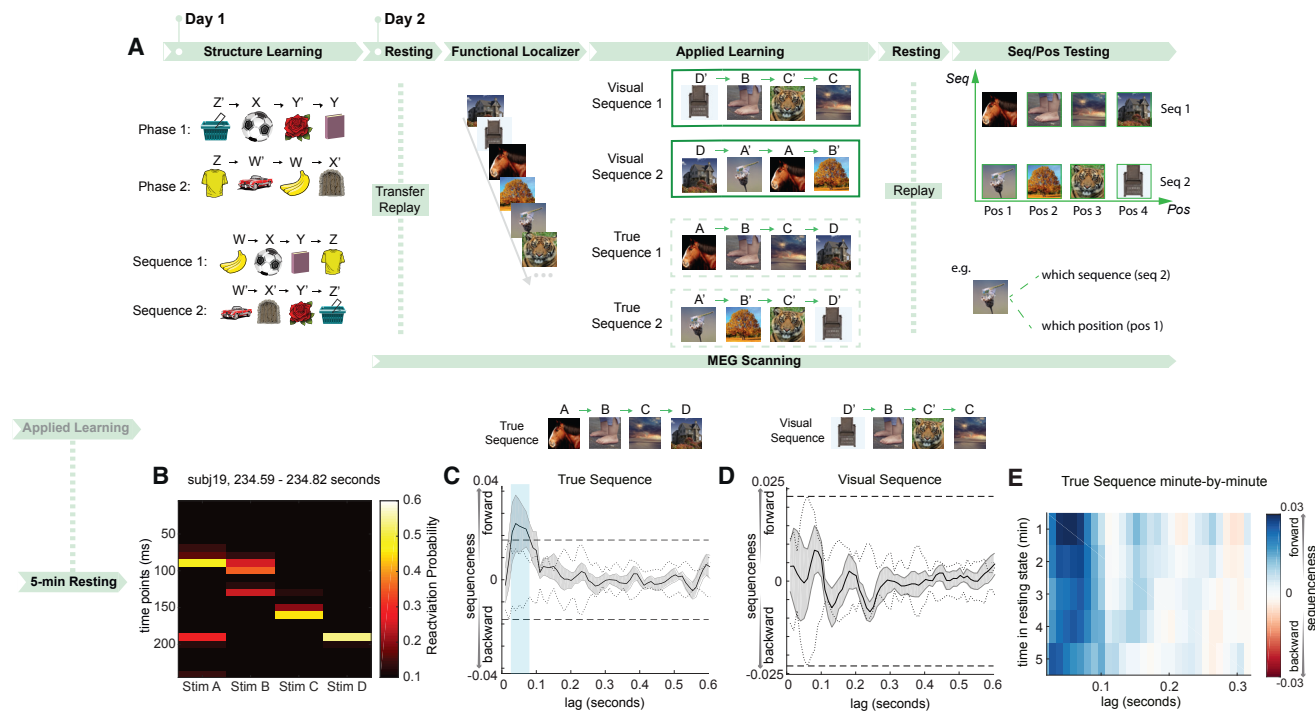 Day 1
Day 2
A
Structure Learning
Resting
Functional Localizer
Applied Learning
Resting
Seq/Pos Testing
Z' → X → Y' → Y
Phase 1:
Z → W' → W → X'
Phase 2:
W → X → Y → Z
Sequence 1:
W' → X' → Y' → Z'
Sequence 2:
Transfer
Replay
D' → B → C' → C
Visual
Sequence 1
D → A' → A → B'
Visual
Sequence 2
A → B → C → D
True
Sequence 1
A' → B' → C' → D'
True
Sequence 2
Replay
Seq
Seq 1
Seq 2
Pos 1 Pos 2 Pos 3 Pos 4
Pos
e.g.
which sequence (seq 2)
which position (pos 1)
MEG Scanning
Applied Learning
5-min Resting
A → B → C → D
True
Sequence
D' → B → C' → C
Visual
Sequence
B
subj19, 234.59 - 234.82 seconds
time points (ms)
50
100
150
200
Stim A Stim B Stim C Stim D
0.6
0.5
0.4
0.3
0.2
0.1
Reactvation Probability
C
True Sequence
0.04
0
-0.04
forward
sequenceness
backward
0 0.1 0.2 0.3 0.4 0.5 0.6
lag (seconds)
D
Visual Sequence
0.025
0
-0.025
forward
sequenceness
backward
0 0.1 0.2 0.3 0.4 0.5 0.6
lag (seconds)
E
True Sequence minute-by-minute
time in resting state (min)
1
2
3
4
5
0.1 0.2 0.3
lag (seconds)
0.03
0
-0.03
forward
backward
sequenceness